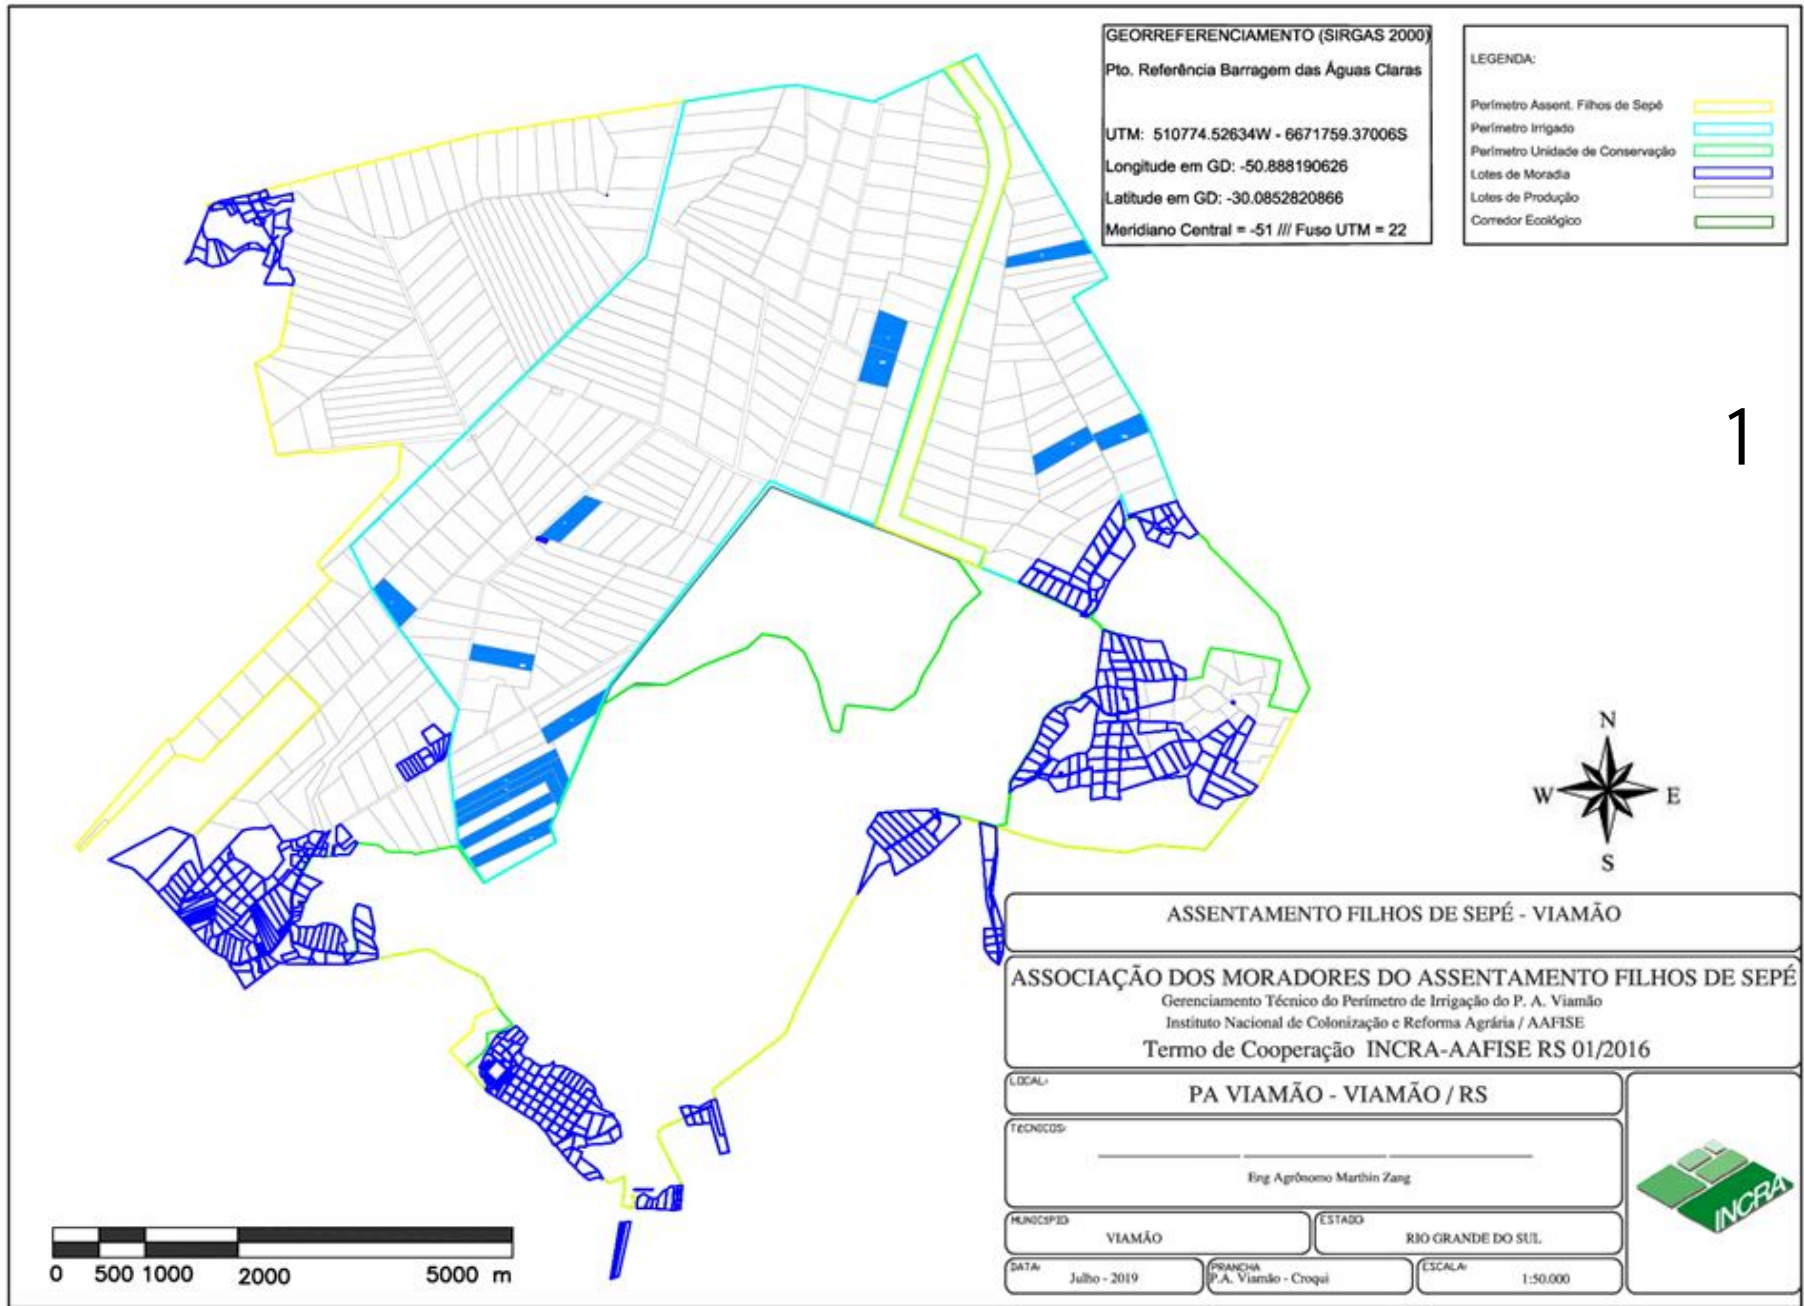 GEORREFERENCIAMENTO (SIRGAS 2000)
Pto. Referência Barragem das Águas Claras
UTM: 510774.52634W - 6671759.37006S
Longitude em GD: -50.888190626
Latitude em GD: -30.0852820866
Meridiano Central = -51 /// Fuso UTM = 22
LEGENDA:
Perímetro Assent. Filhos de Sepé
Perímetro Irrigado
Perímetro Unidade de Conservação
Lotes de Moradia
Lotes de Produção
Corredor Ecológico
1
N
W E
S
ASSENTAMENTO FILHOS DE SEPÉ - VIAMÃO
ASSOCIAÇÃO DOS MORADORES DO ASSENTAMENTO FILHOS DE SEPÉ
Gerenciamento Técnico do Perímetro de Irrigação do P. A. Viamão
Instituto Nacional de Colonização e Reforma Agrária / AAFISE
Termo de Cooperação INCRA-AAFISE RS 01/2016
LOCAL:
PA VIAMÃO - VIAMÃO / RS
TÉCNICOS:
Eng Agrônomo Marthin Zang
MUNICÍPIO:
VIAMÃO
ESTADO:
RIO GRANDE DO SUL
DATA:
Julho - 2019
PRANCHA
P.A. Viamão - Croqui
ESCALA:
1:50.000
INCRA
0 500 1000 2000 5000 m